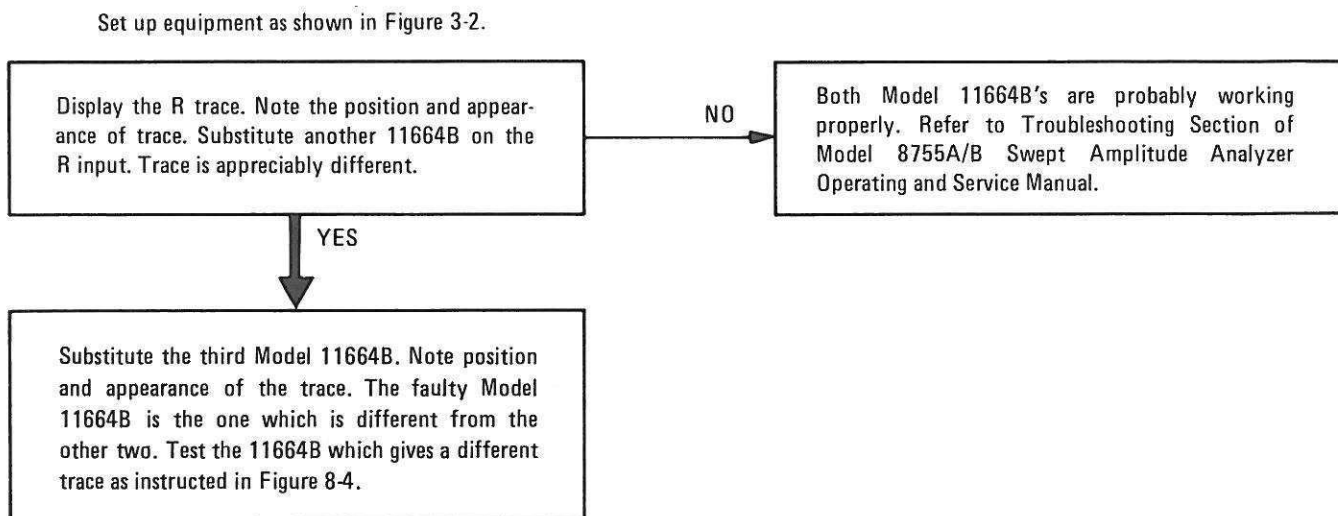 Set up equipment as shown in Figure 3-2.
Display the R trace. Note the position and appear-
ance of trace. Substitute another 11664B on the
R input. Trace is appreciably different.
NO
Both Model 11664B's are probably working
properly. Refer to Troubleshooting Section of
Model 8755A/B Swept Amplitude Analyzer
Operating and Service Manual.
YES
Substitute the third Model 11664B. Note position
and appearance of the trace. The faulty Model
11664B is the one which is different from the
other two. Test the 11664B which gives a different
trace as instructed in Figure 8-4.